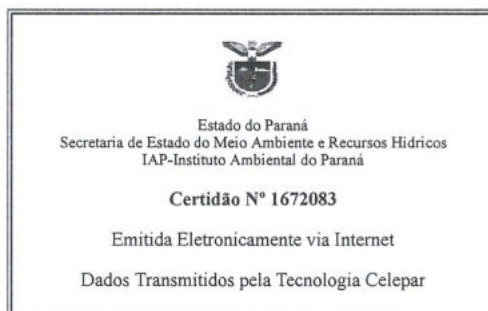 Estado do Paraná
Secretaria de Estado do Meio Ambiente e Recursos Hídricos
IAP-Instituto Ambiental do Paraná
Certidão Nº 1672083
Emitida Eletronicamente via Internet
Dados Transmitidos pela Tecnologia Celepar